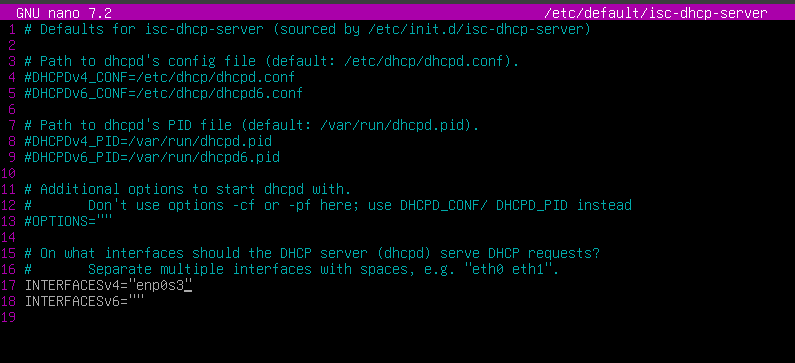 GNU nano 7.2 /etc/default/isc-dhcp-server
1 # Defaults for isc-dhcp-server (sourced by /etc/init.d/isc-dhcp-server)
2
3 # Path to dhcpd's config file (default: /etc/dhcp/dhcpd.conf).
4 #DHCPDv4_CONF=/etc/dhcp/dhcpd.conf
5 #DHCPDv6_CONF=/etc/dhcp/dhcpd6.conf
6
7 # Path to dhcpd's PID file (default: /var/run/dhcpd.pid).
8 #DHCPDv4_PID=/var/run/dhcpd.pid
9 #DHCPDv6_PID=/var/run/dhcpd6.pid
10
11 # Additional options to start dhcpd with.
12 #       Don't use options -cf or -pf here; use DHCPD_CONF/ DHCPD_PID instead
13 #OPTIONS=""
14
15 # On what interfaces should the DHCP server (dhcpd) serve DHCP requests?
16 #       Separate multiple interfaces with spaces, e.g. "eth0 eth1".
17 INTERFACESv4="enp0s3"
18 INTERFACESv6=""
19